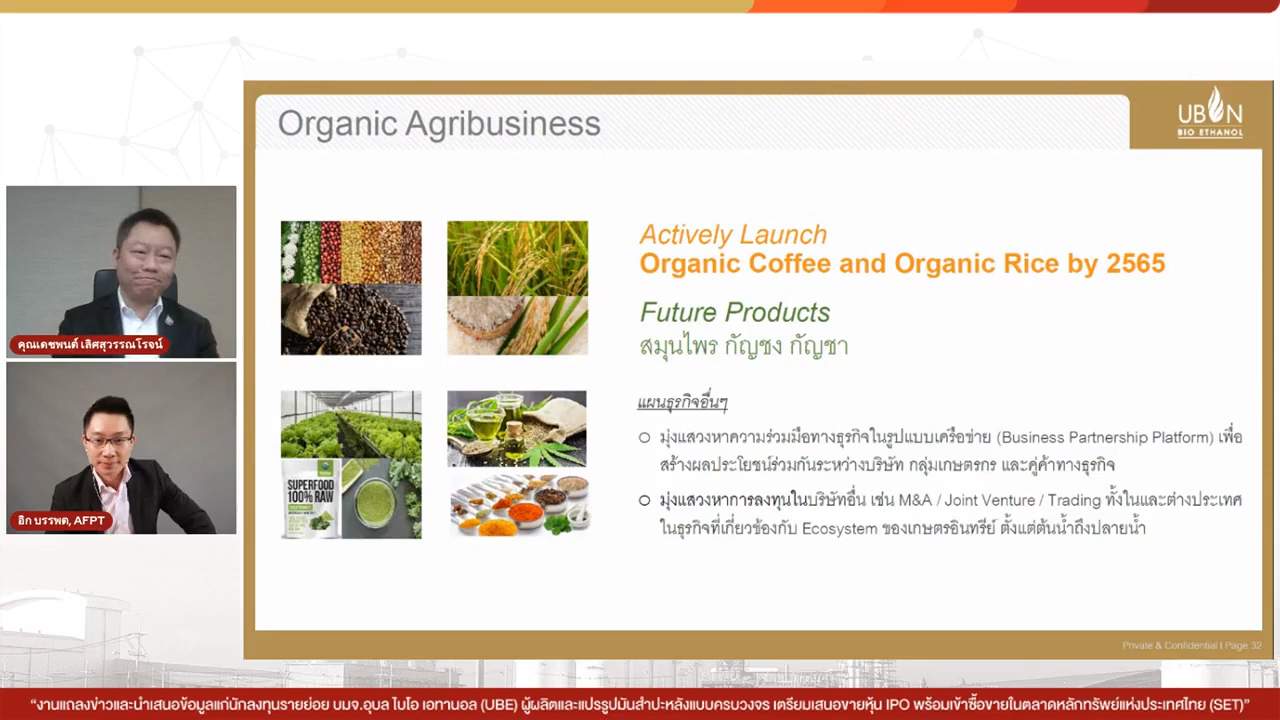 Organic Agribusiness
UBON
BIO ETHANOL
Actively Launch
Organic Coffee and Organic Rice by 2565
Future Products
สมุนไพร กัญชง กัญชา
แผนธุรกิจอื่นๆ
มุ่งแสวงหาความร่วมมือทางธุรกิจในรูปแบบเครือข่าย (Business Partnership Platform) เพื่อ
สร้างผลประโยชน์ร่วมกันระหว่างบริษัท กลุ่มเกษตรกร และคู่ค้าทางธุรกิจ
มุ่งแสวงหาการลงทุนในบริษัทอื่น เช่น M&A / Joint Venture / Trading ทั้งในและต่างประเทศ
ในธุรกิจที่เกี่ยวข้องกับ Ecosystem ของเกษตรอินทรีย์ ตั้งแต่ต้นน้ำถึงปลายน้ำ
SUPERFOOD
100% RAW
คุณเดชพนต์ เลิศสุวรรณโรจน์
อิก บรรพต, AFPT
Private & Confidential I Page 32
“งานแถลงข่าวและนำเสนอข้อมูลแก่นักลงทุนรายย่อย บมจ.อุบล ไบโอ เอทานอล (UBE) ผู้ผลิตและแปรรูปมันสำปะหลังแบบครบวงจร เตรียมเสนอขายหุ้น IPO พร้อมเข้าซื้อขายในตลาดหลักทรัพย์แห่งประเทศไทย (SET)”